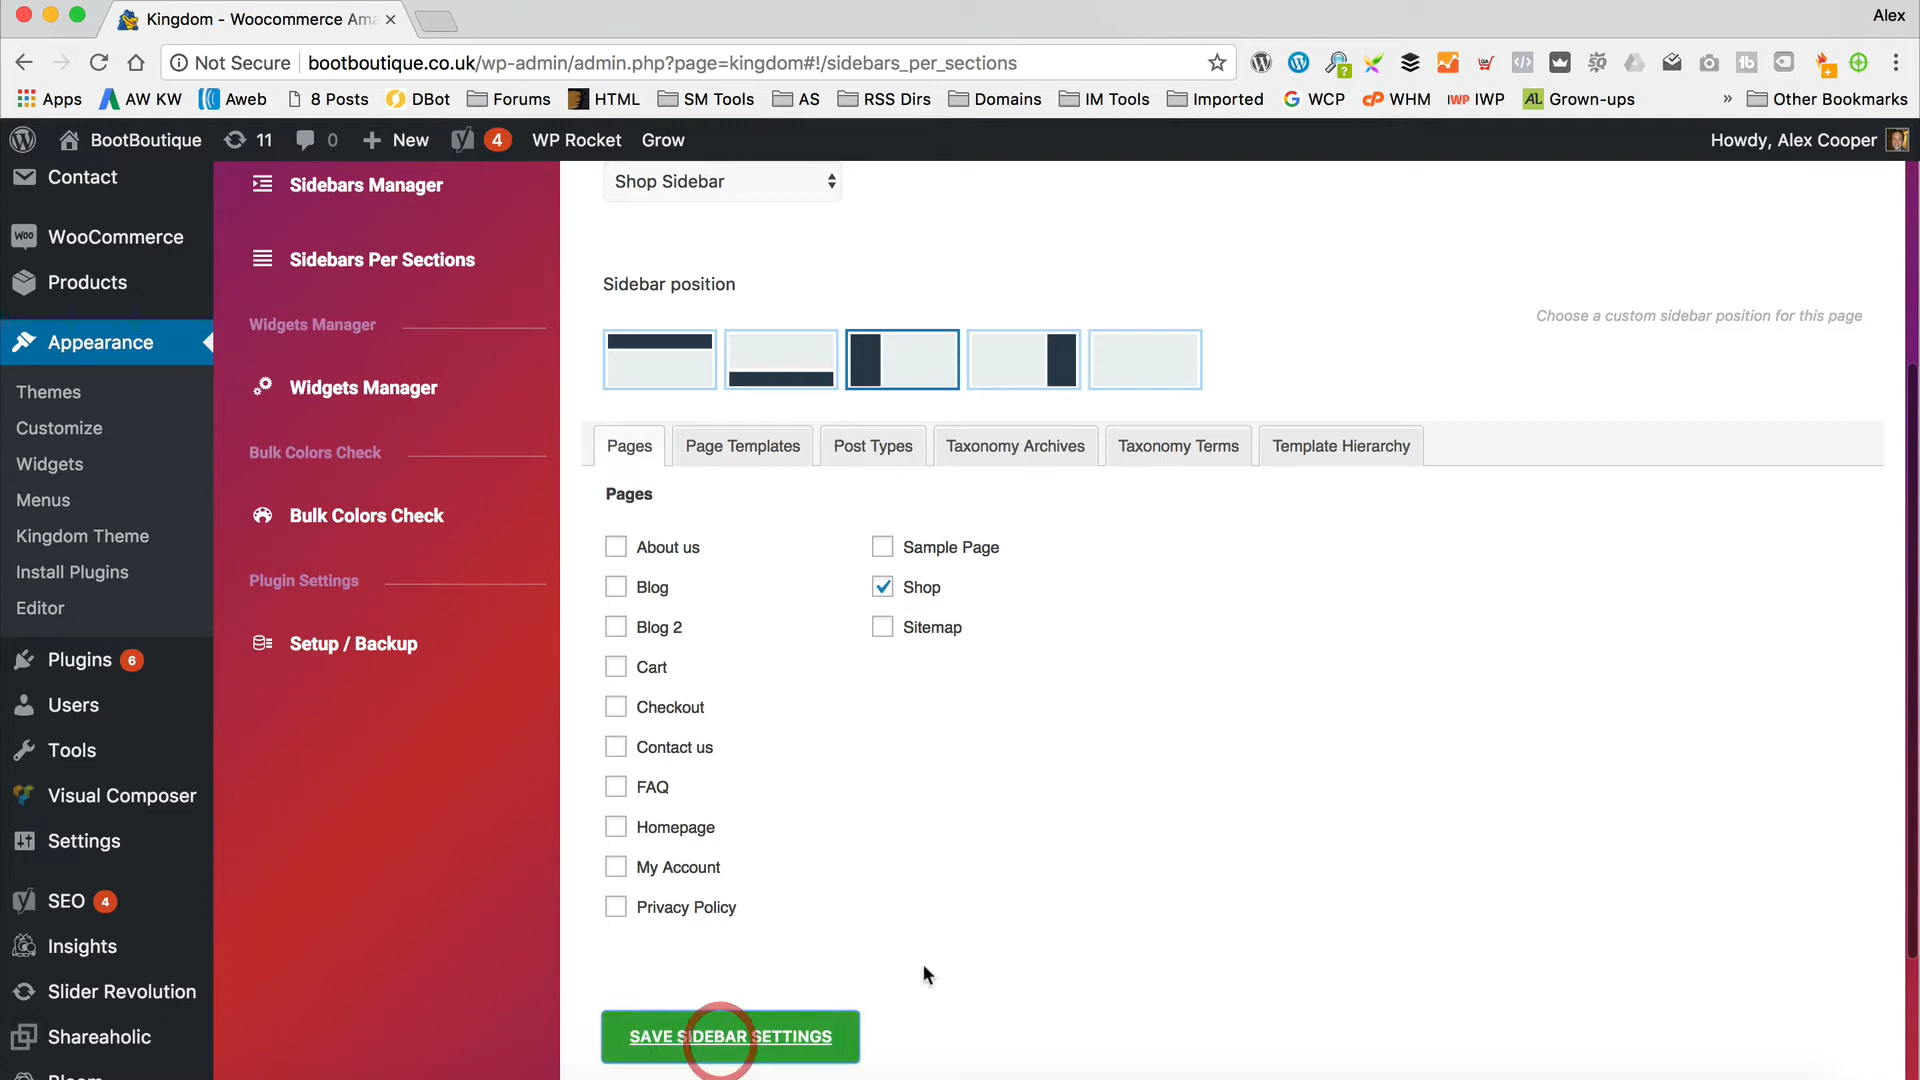 Kingdom - Woocommerce Ama
Alex
Not Secure
bootboutique.co.uk/wp-admin/admin.php?page=kingdom#!/sidebars_per_sections
Apps AW KW Aweb 8 Posts DBot Forums HTML SM Tools AS RSS Dirs Domains IM Tools Imported WCP WHM IWP Grown-ups » Other Bookmarks
BootBoutique 11 0 New 4 WP Rocket Grow Howdy, Alex Cooper
Contact
WooCommerce
Products
Appearance
Themes
Customize
Widgets
Menus
Kingdom Theme
Install Plugins
Editor
Plugins 6
Users
Tools
Visual Composer
Settings
SEO 4
Insights
Slider Revolution
Shareaholic
Sidebars Manager
Sidebars Per Sections
Widgets Manager
Widgets Manager
Bulk Colors Check
Bulk Colors Check
Plugin Settings
Setup / Backup
Shop Sidebar
Sidebar position
Choose a custom sidebar position for this page
Pages Page Templates Post Types Taxonomy Archives Taxonomy Terms Template Hierarchy
Pages
About us
Blog
Blog 2
Cart
Checkout
Contact us
FAQ
Homepage
My Account
Privacy Policy
Sample Page
Shop
Sitemap
SAVE SIDEBAR SETTINGS